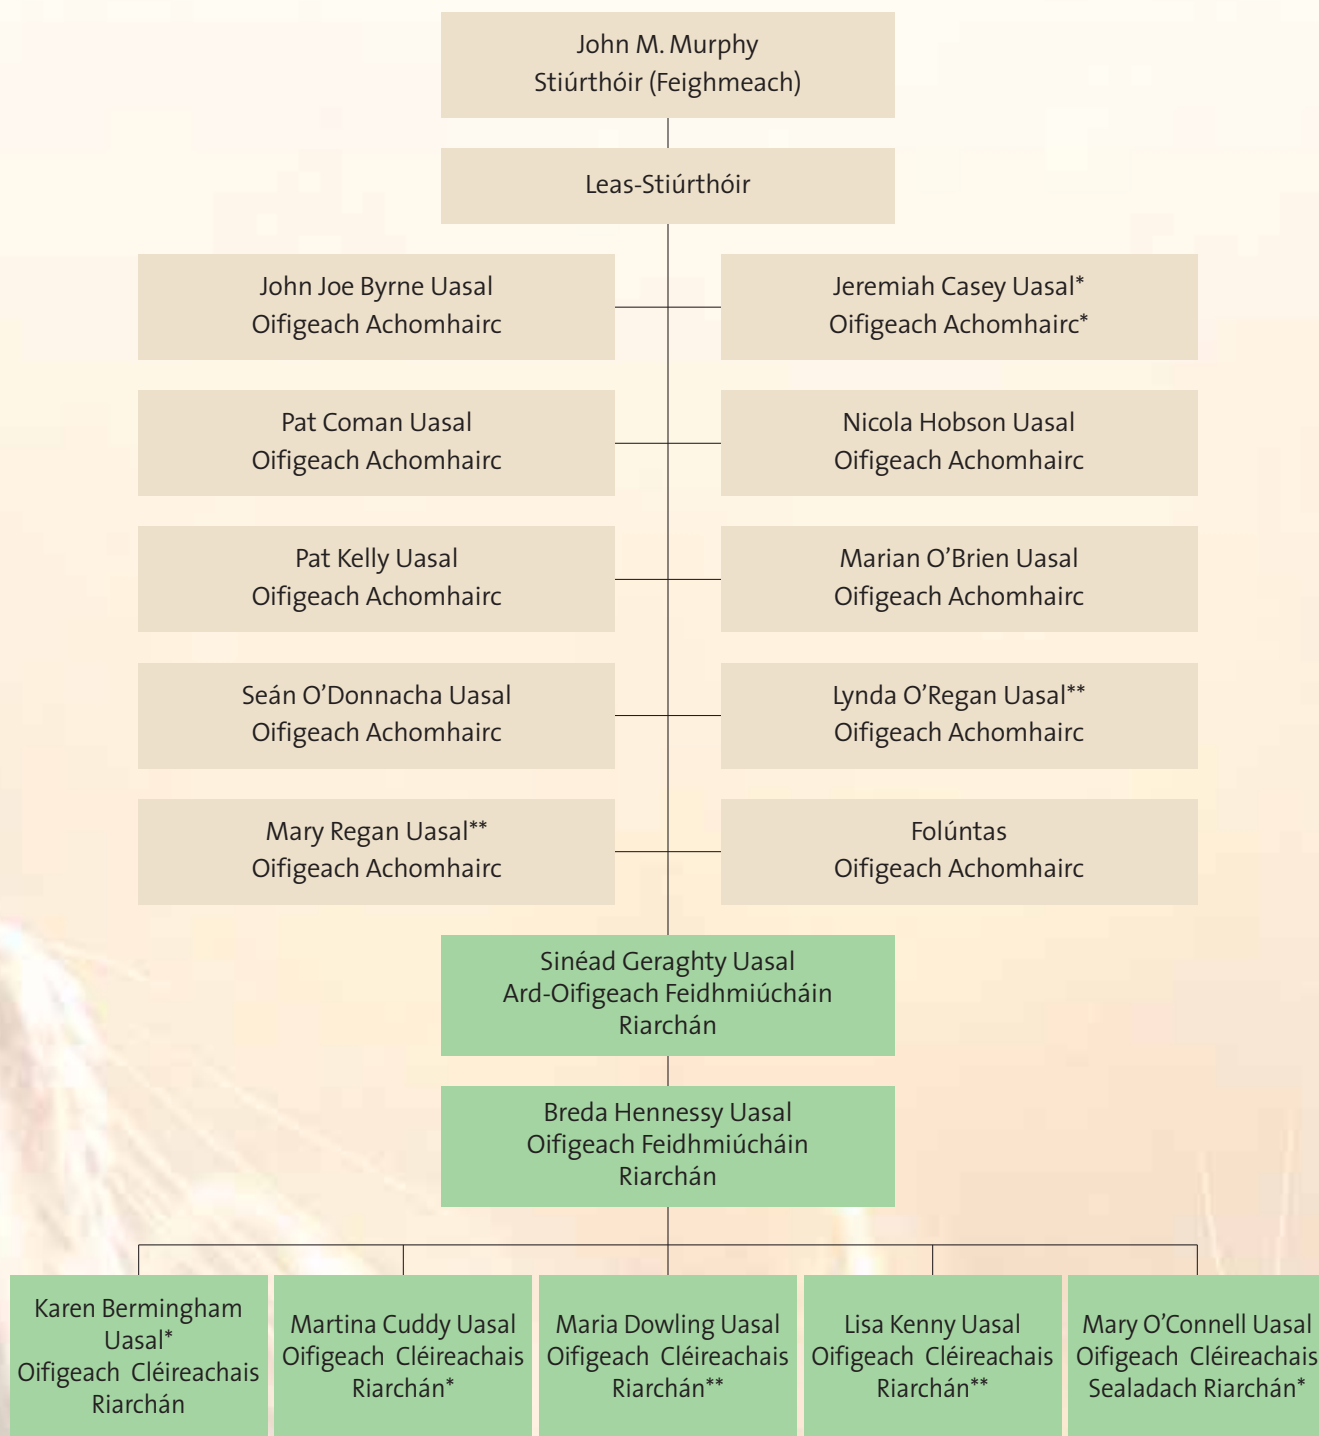 John M. Murphy
Stiúrthóir (Feighmeach)
Leas-Stiúrthóir
John Joe Byrne Uasal
Oifigeach Achomhairc
Jeremiah Casey Uasal*
Oifigeach Achomhairc*
Pat Coman Uasal
Oifigeach Achomhairc
Nicola Hobson Uasal
Oifigeach Achomhairc
Pat Kelly Uasal
Oifigeach Achomhairc
Marian O’Brien Uasal
Oifigeach Achomhairc
Seán O’Donnacha Uasal
Oifigeach Achomhairc
Lynda O’Regan Uasal**
Oifigeach Achomhairc
Mary Regan Uasal**
Oifigeach Achomhairc
Folúntas
Oifigeach Achomhairc
Sinéad Geraghty Uasal
Ard-Oifigeach Feidhmiúcháin
Riarchán
Breda Hennessy Uasal
Oifigeach Feidhmiúcháin
Riarchán
Karen Bermingham
Uasal*
Oifigeach Cléireachais
Riarchán
Martina Cuddy Uasal
Oifigeach Cléireachais
Riarchán*
Maria Dowling Uasal
Oifigeach Cléireachais
Riarchán**
Lisa Kenny Uasal
Oifigeach Cléireachais
Riarchán**
Mary O’Connell Uasal
Oifigeach Cléireachais
Sealadach Riarchán*